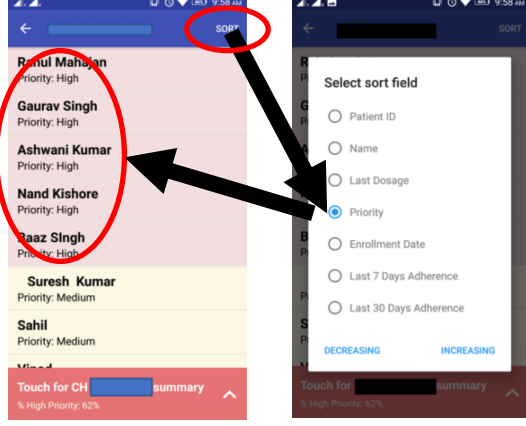 9:58 AM
SORT
Rahul Mahajan
Priority: High
Gaurav Singh
Priority: High
Ashwani Kumar
Priority: High
Nand Kishore
Priority: High
Baaz SIngh
Priority: High
Suresh Kumar
Priority: Medium
Sahil
Priority: Medium
Vinod
Touch for CH summary
% High Priority: 62%
9:58 AM
SORT
Select sort field
Patient ID
Name
Last Dosage
Priority
Enrollment Date
Last 7 Days Adherence
Last 30 Days Adherence
DECREASING INCREASING
Touch for summary
% High Priority: 62%